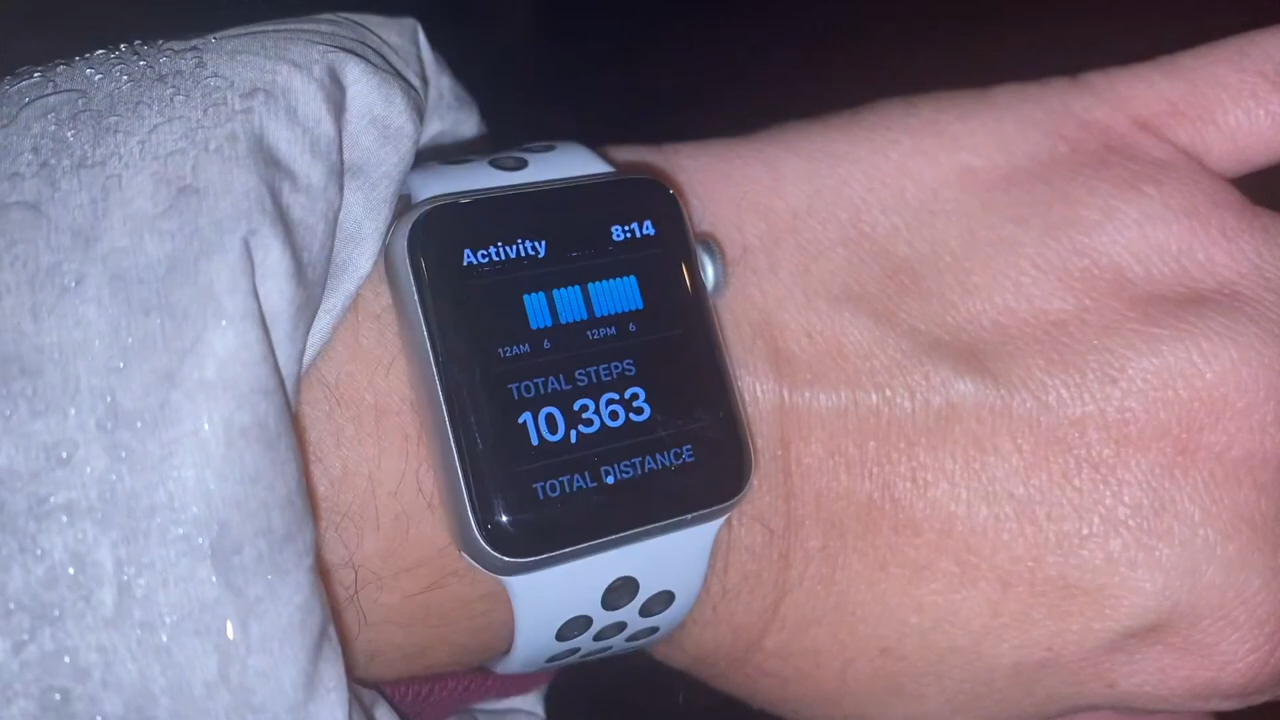 Activity 8:14
12AM 6 12PM 6
TOTAL STEPS
10,363
TOTAL DISTANCE